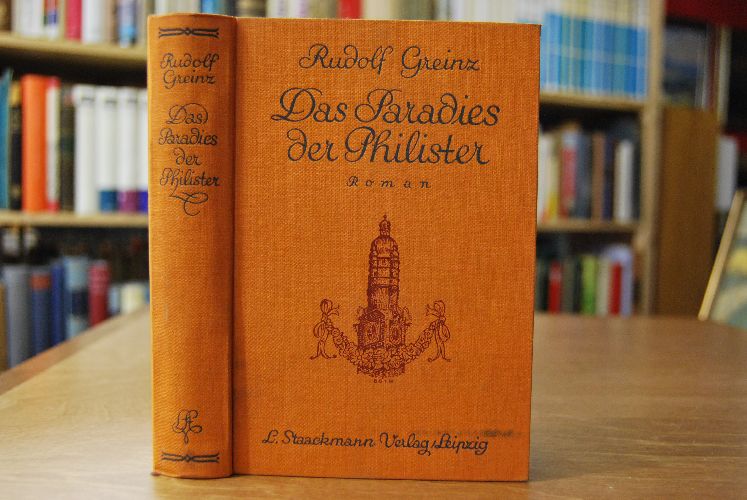 Rudolf
Greinz
Das
Paradies
der
Philister
Rudolf Greinz
Das Paradies
der Philister
Roman
L. Staackmann Verlag Leipzig